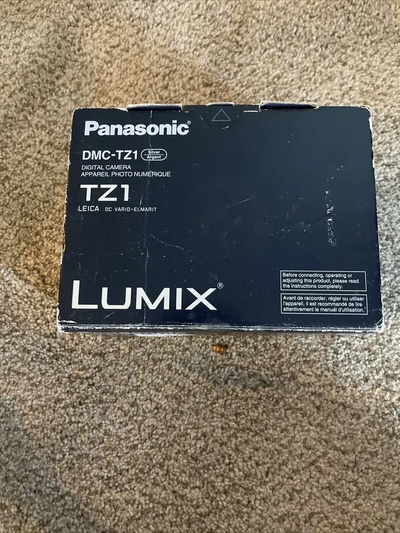 Panasonic®
DMC-TZ1 Silver Argent
DIGITAL CAMERA
APPAREIL PHOTO NUMÉRIQUE
TZ1
LEICA DC VARIO-ELMARIT
LUMIX®
Before connecting, operating or
adjusting this product, please read
the instructions completely.
Avant de raccorder, régler ou utiliser
l'appareil, il est recommandé de lire
attentivement le manuel d'utilisation.